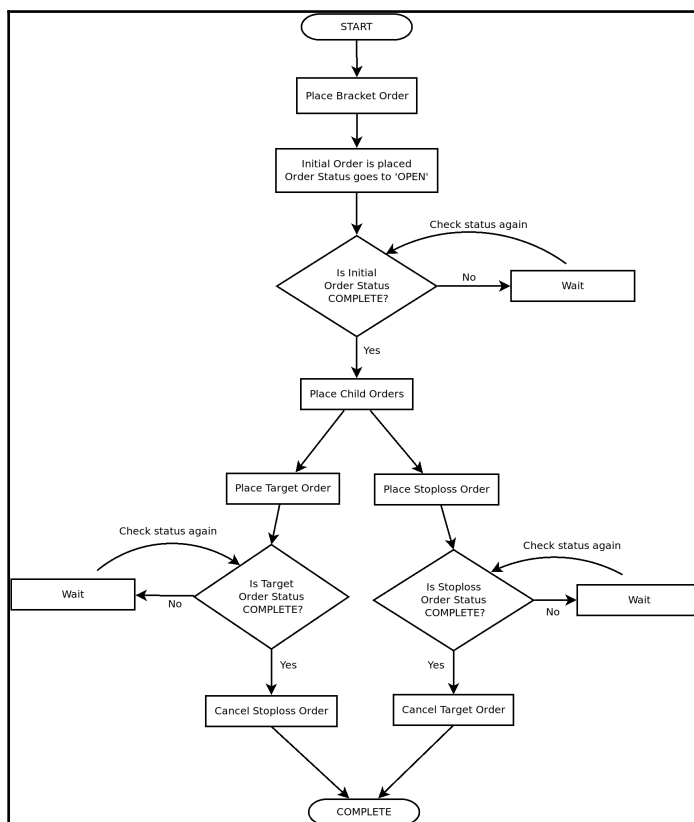 START
Place Bracket Order
Initial Order is placed
Order Status goes to 'OPEN'
Check status again
Is Initial
Order Status
COMPLETE?
No
Wait
Yes
Place Child Orders
Place Target Order
Place Stoploss Order
Check status again
Check status again
Is Target
Order Status
COMPLETE?
Is Stoploss
Order Status
COMPLETE?
Wait
No
No
Wait
Yes
Yes
Cancel Stoploss Order
Cancel Target Order
COMPLETE